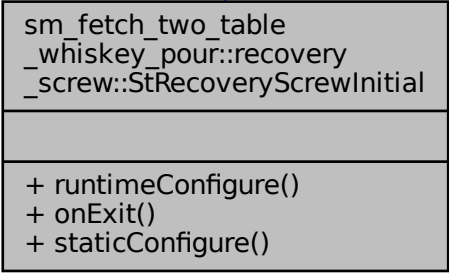 sm_fetch_two_table
_whiskey_pour::recovery
_screw::StRecoveryScrewInitial
+ runtimeConfigure()
+ onExit()
+ staticConfigure()